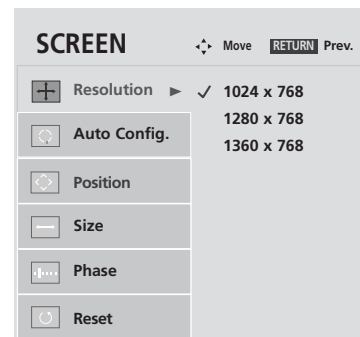 SCREEN Move RETURN Prev.
Resolution ► ✓ 1024 x 768
1280 x 768
Auto Config.
1360 x 768
Position
Size
Phase
Reset